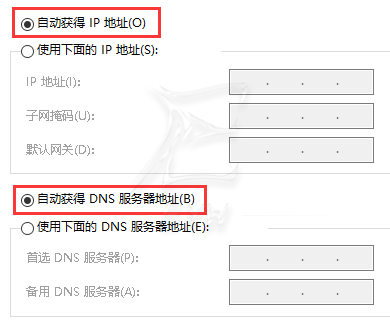 自动获得 IP 地址(O)
使用下面的 IP 地址(S):
IP 地址(I):
子网掩码(U):
默认网关(D):
自动获得 DNS 服务器地址(B)
使用下面的 DNS 服务器地址(E):
首选 DNS 服务器(P):
备用 DNS 服务器(A):